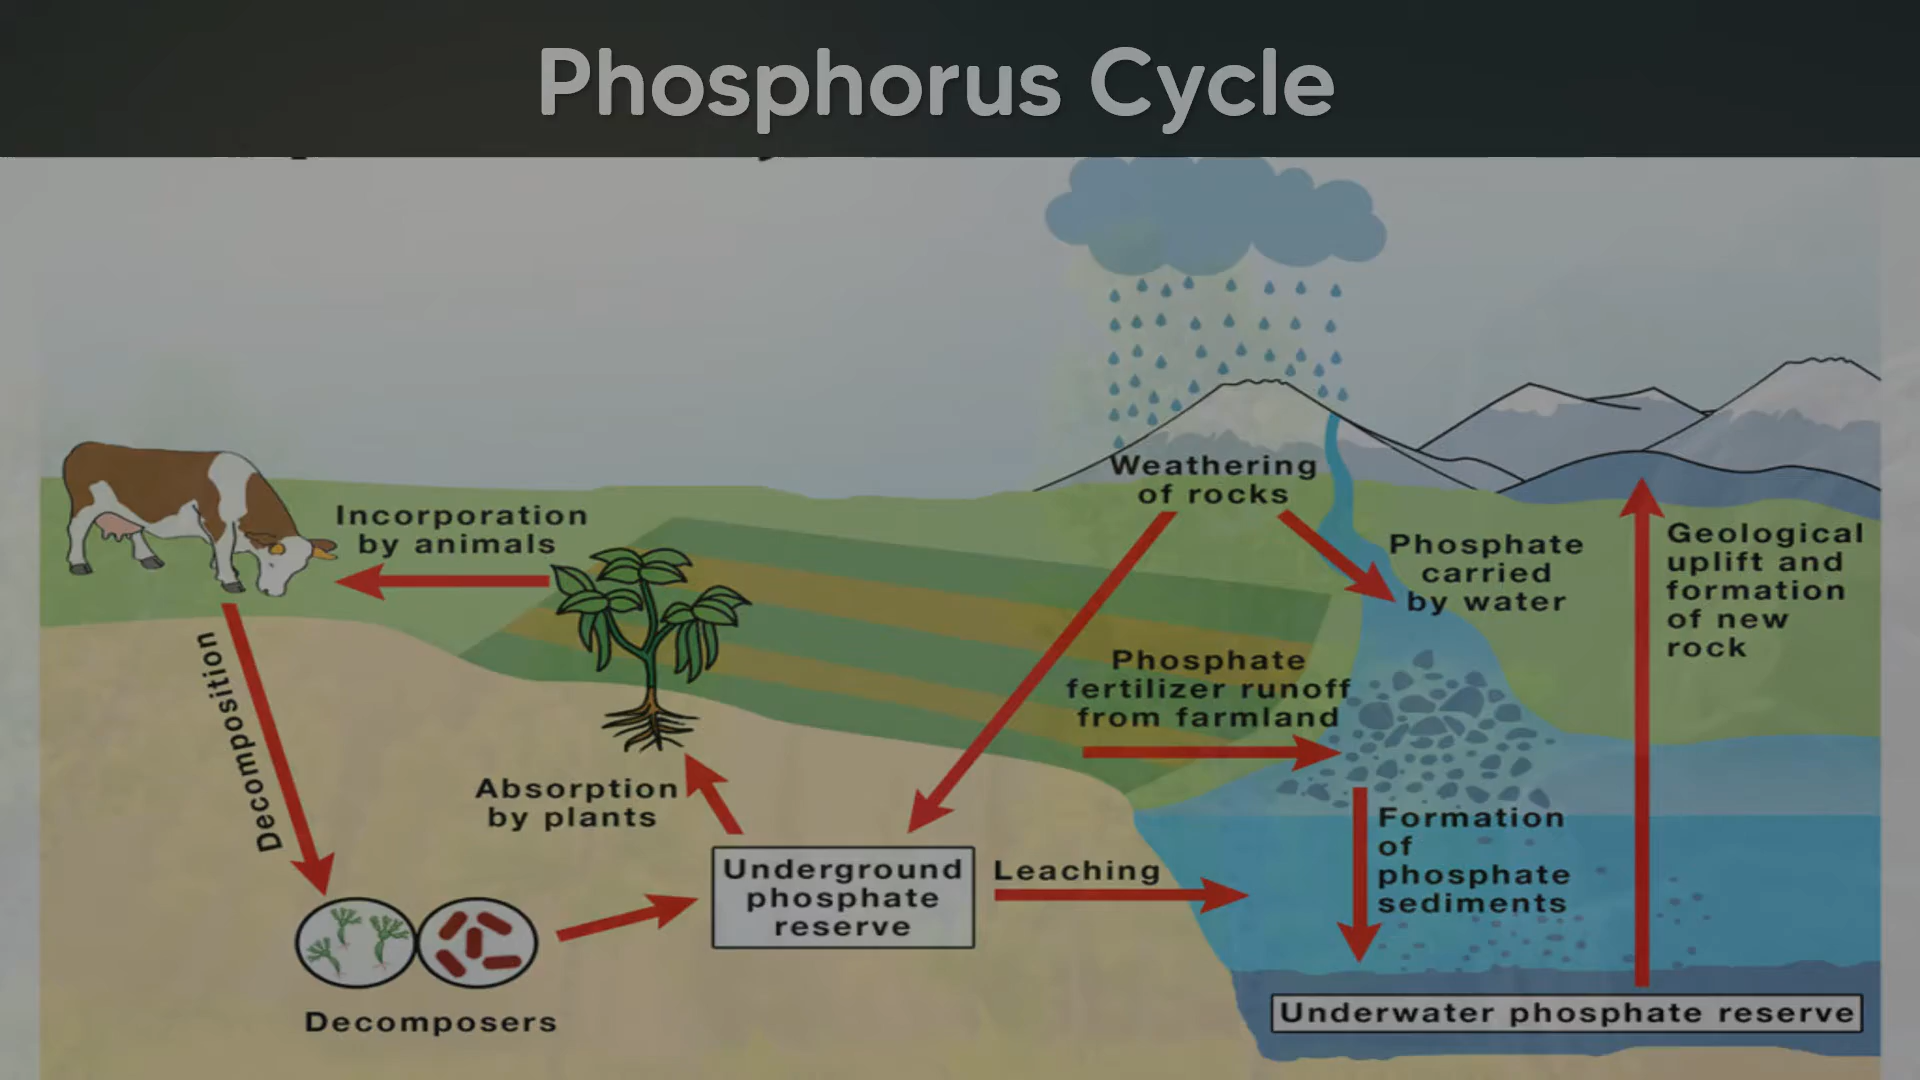 Phosphorus Cycle
Weathering
of rocks
Incorporation
by animals
Phosphate
carried
by water
Geological
uplift and
formation
of new
rock
Decomposition
Phosphate
fertilizer runoff
from farmland
Absorption
by plants
Formation
of
phosphate
sediments
Underground
phosphate
reserve
Leaching
Decomposers
Underwater phosphate reserve